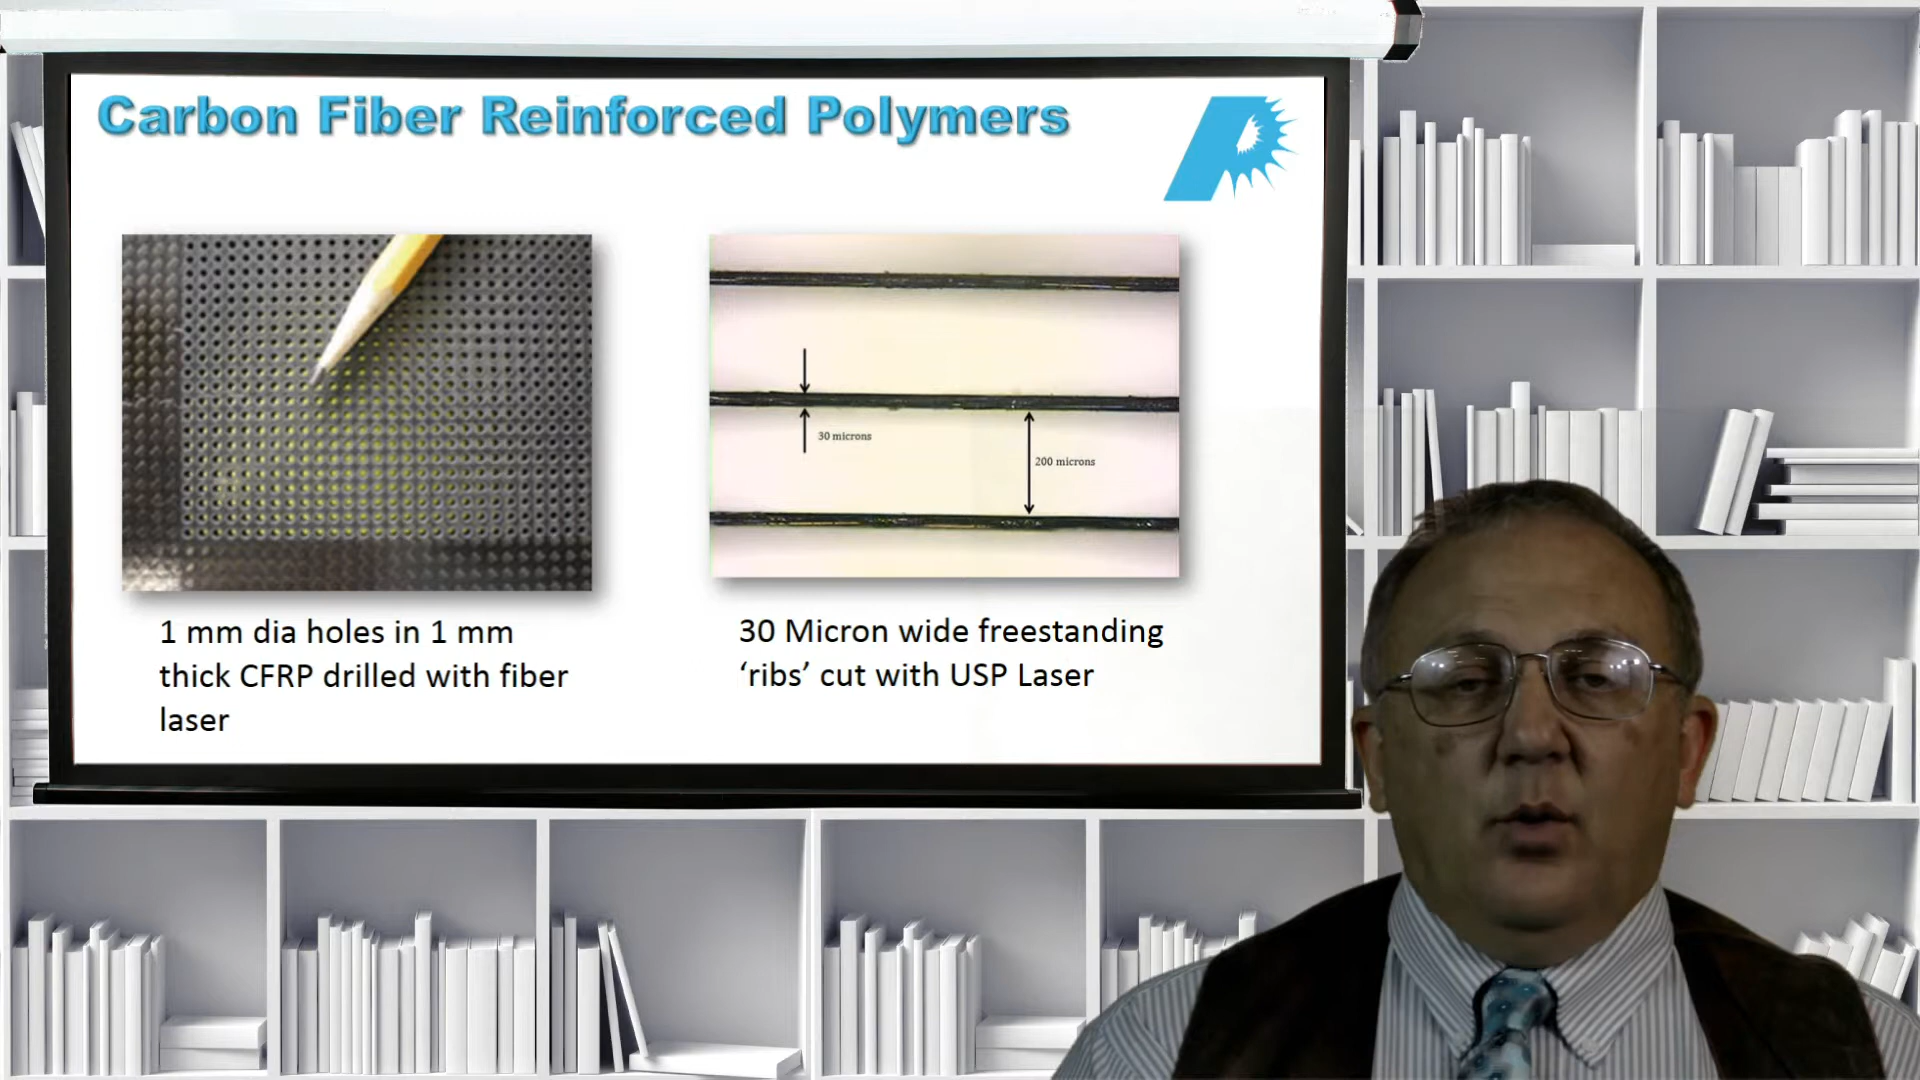 Carbon Fiber Reinforced Polymers
30 microns
200 microns
1 mm dia holes in 1 mm
thick CFRP drilled with fiber
laser
30 Micron wide freestanding
‘ribs’ cut with USP Laser